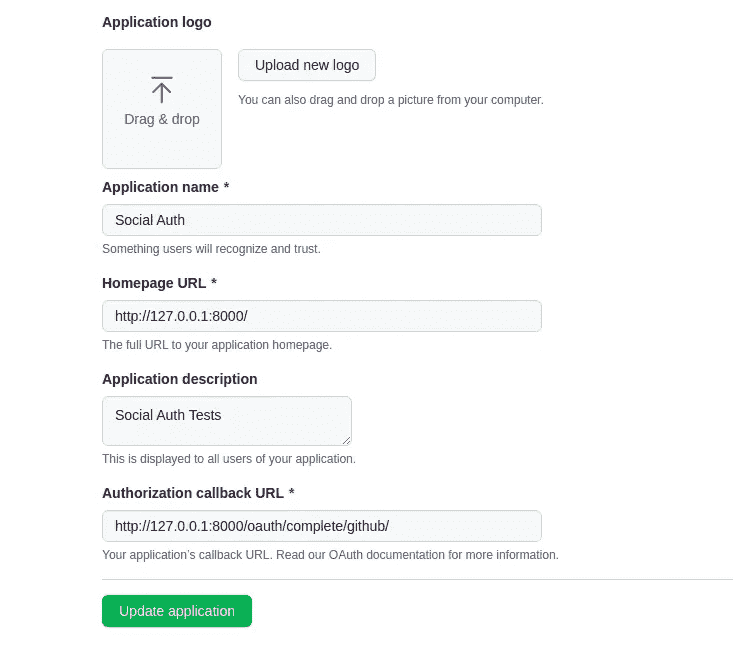 Application logo
Upload new logo
Drag & drop
You can also drag and drop a picture from your computer.
Application name *
Social Auth
Something users will recognize and trust.
Homepage URL *
http://127.0.0.1:8000/
The full URL to your application homepage.
Application description
Social Auth Tests
This is displayed to all users of your application.
Authorization callback URL *
http://127.0.0.1:8000/oauth/complete/github/
Your application's callback URL. Read our OAuth documentation for more information.
Update application